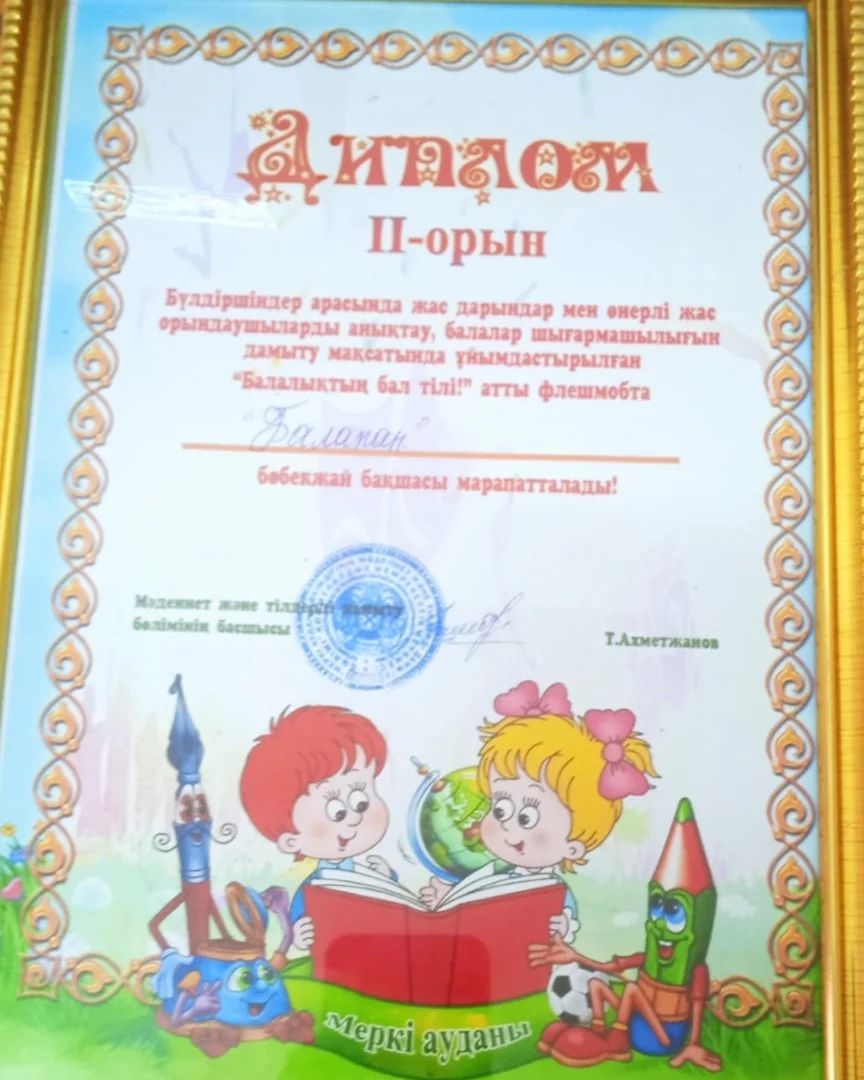 Диплом
ІІ-орын
Бүлдіршіндер арасында жас дарындар мен өнерлі жас
орындаушыларды анықтау, балалар шығармашылығын
дамыту мақсатында ұйымдастырылған
“Балалықтың бал тілі!” атты флешмобта
"Балапан"
бөбекжай бақшасы марапатталады!
Мәдениет және тілдерді дамыту
бөлімінің басшысы
Т.Ахметжанов
Меркі ауданы